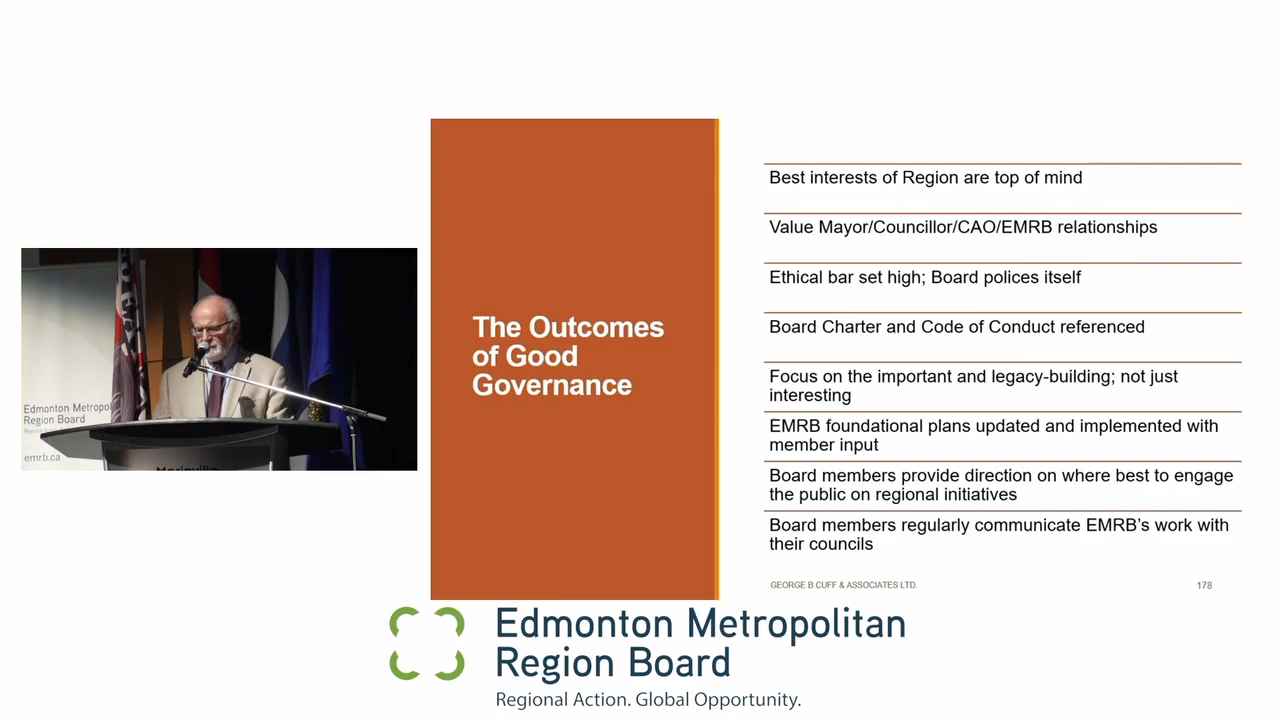 The Outcomes
of Good
Governance
Best interests of Region are top of mind
Value Mayor/Councillor/CAO/EMRB relationships
Ethical bar set high; Board polices itself
Board Charter and Code of Conduct referenced
Focus on the important and legacy-building; not just
interesting
EMRB foundational plans updated and implemented with
member input
Board members provide direction on where best to engage
the public on regional initiatives
Board members regularly communicate EMRB's work with
their councils
GEORGE B CUFF & ASSOCIATES LTD.
178
Edmonton Metropol
Region Board
emrb.ca
Morinville
Edmonton Metropolitan
Region Board
Regional Action. Global Opportunity.